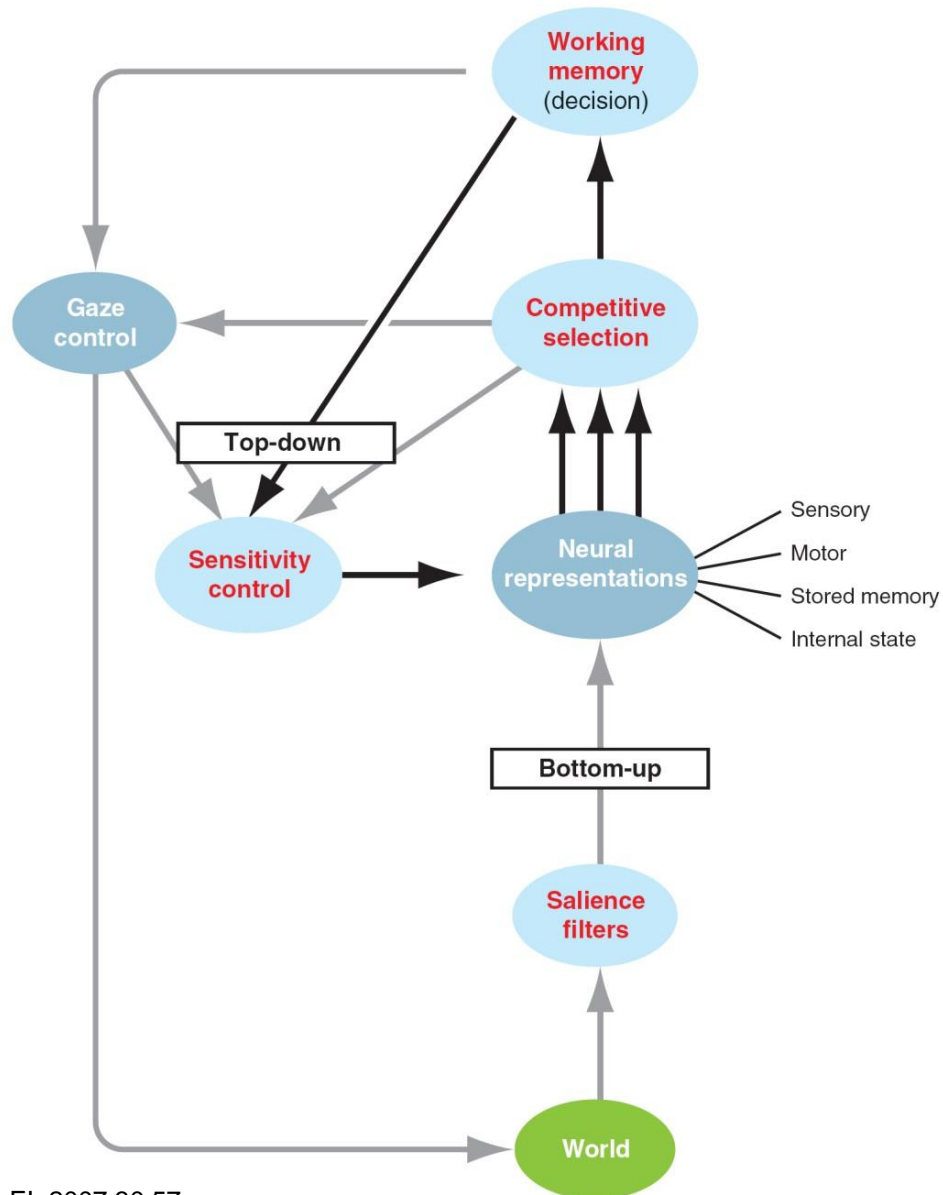 Working
memory
(decision)
Gaze
control
Competitive
selection
Top-down
Sensitivity
control
Neural
representations
Sensory
Motor
Stored memory
Internal state
Bottom-up
Salience
filters
World